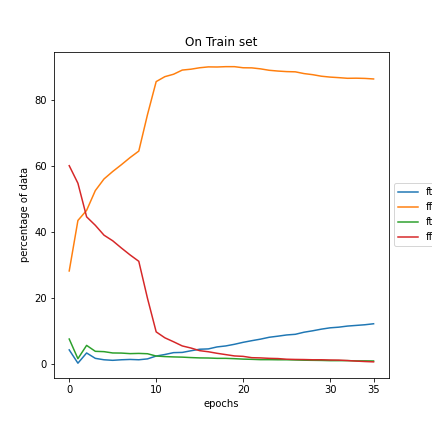 On Train set
percentage of data
80
60
40
20
0
0
10
20
30
35
epochs
ft
ff
ft
ff